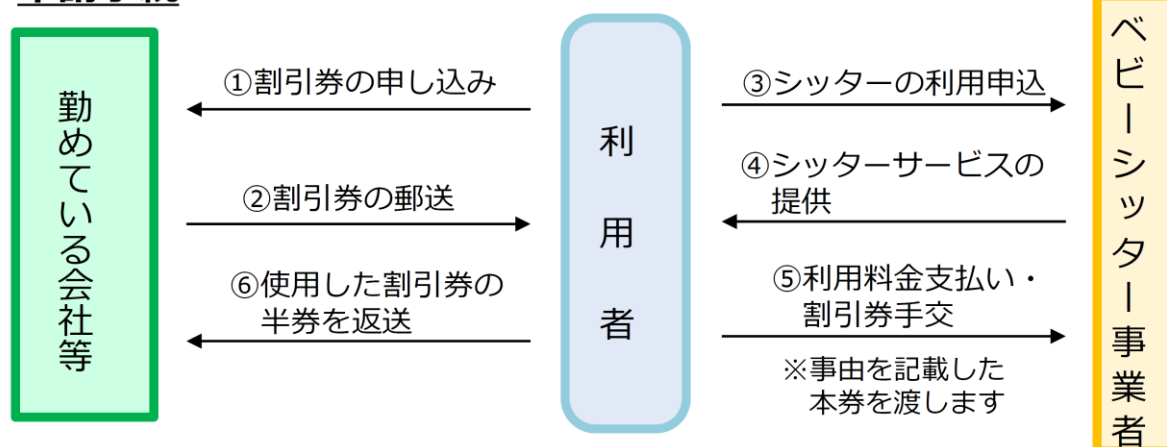 勤めている会社等
①割引券の申し込み
②割引券の郵送
⑥使用した割引券の
半券を返送
利用者
③シッターの利用申込
④シッターサービスの
提供
⑤利用料金支払い・
割引券手交
※事由を記載した
本券を渡します
ベビーシッター事業者